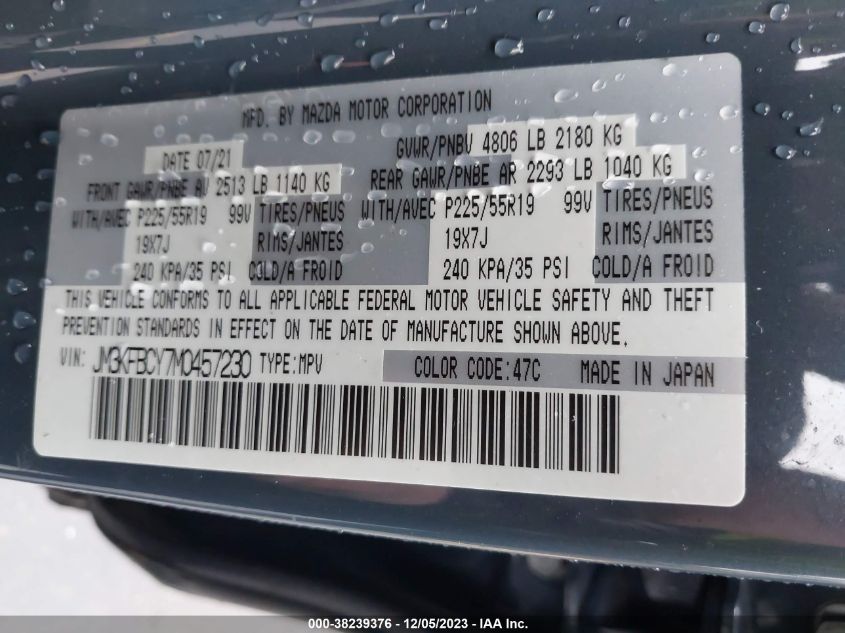 MFD. BY MAZDA MOTOR CORPORATION
DATE 07/21 GVWR/PNBV 4806 LB 2180 KG
FRONT GAWR/PNBE AV 2513 LB 1140 KG REAR GAWR/PNBE AR 2293 LB 1040 KG
WITH/AVEC P225/55R19 99V TIRES/PNEUS WITH/AVEC P225/55R19 99V TIRES/PNEUS
19X7J RIMS/JANTES 19X7J RIMS/JANTES
240 KPA/35 PSI COLD/A FROID 240 KPA/35 PSI COLD/A FROID
THIS VEHICLE CONFORMS TO ALL APPLICABLE FEDERAL MOTOR VEHICLE SAFETY AND THEFT
PREVENTION STANDARDS IN EFFECT ON THE DATE OF MANUFACTURE SHOWN ABOVE.
VIN: JM3KFBCY7M0457230 TYPE:MPV COLOR CODE:47C MADE IN JAPAN
000-38239376 - 12/05/2023 - IAA Inc.